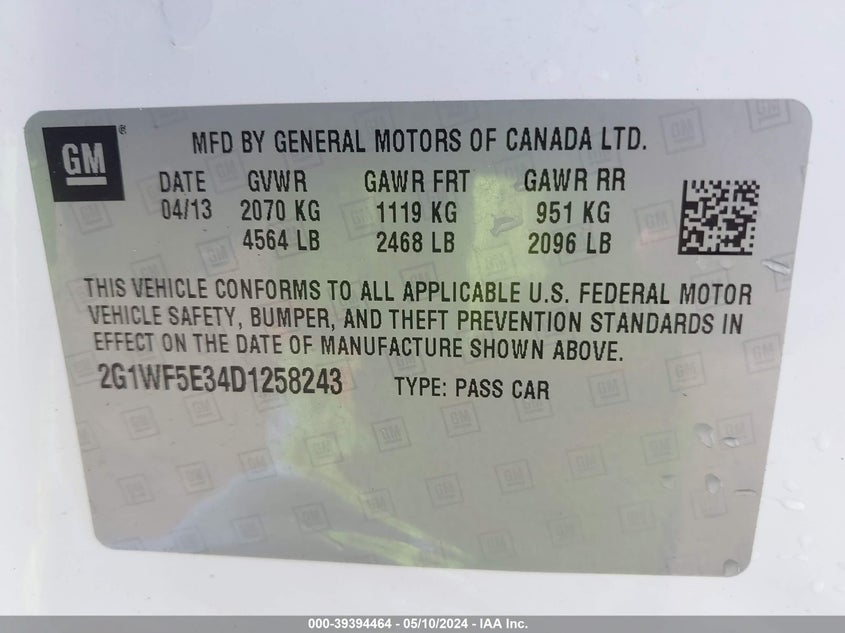 GM®
MFD BY GENERAL MOTORS OF CANADA LTD.
DATE GVWR GAWR FRT GAWR RR
04/13 2070 KG 1119 KG 951 KG
4564 LB 2468 LB 2096 LB
THIS VEHICLE CONFORMS TO ALL APPLICABLE U.S. FEDERAL MOTOR
VEHICLE SAFETY, BUMPER, AND THEFT PREVENTION STANDARDS IN
EFFECT ON THE DATE OF MANUFACTURE SHOWN ABOVE.
2G1WF5E34D1258243 TYPE: PASS CAR
000-39394464 - 05/10/2024 - IAA Inc.